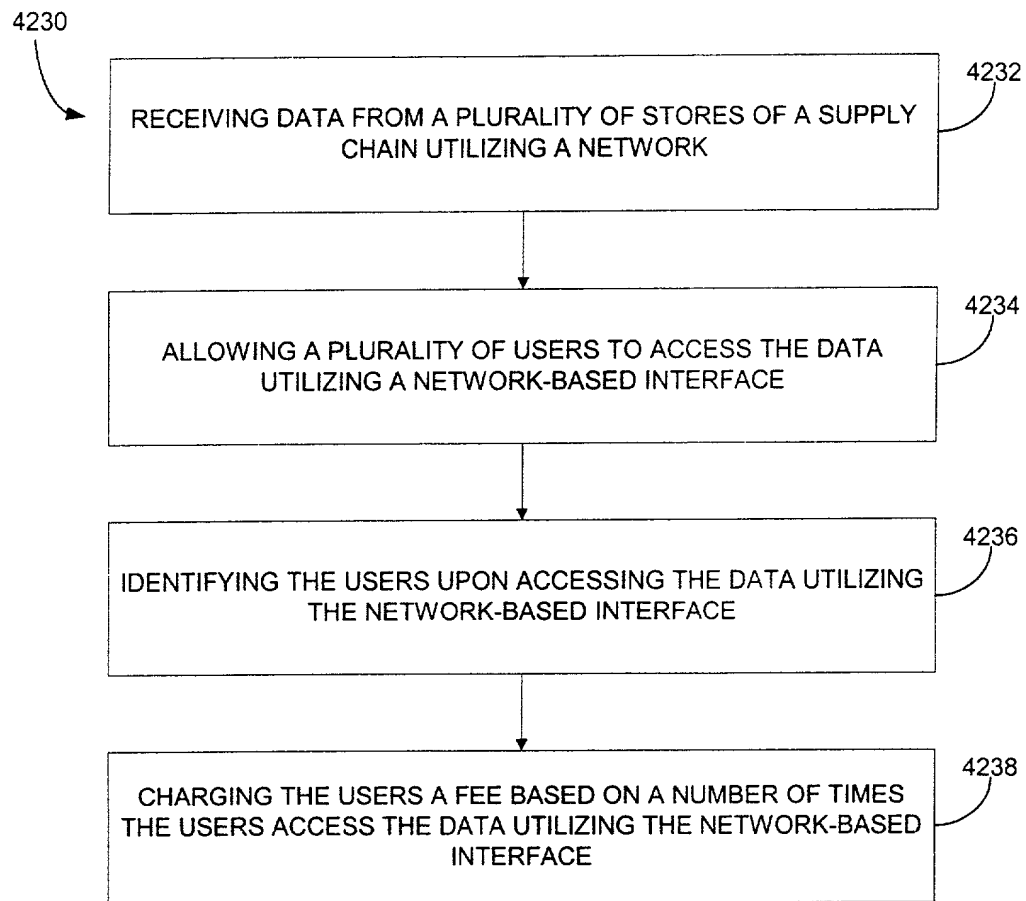 4230
4232
RECEIVING DATA FROM A PLURALITY OF STORES OF A SUPPLY
CHAIN UTILIZING A NETWORK
4234
ALLOWING A PLURALITY OF USERS TO ACCESS THE DATA
UTILIZING A NETWORK-BASED INTERFACE
4236
IDENTIFYING THE USERS UPON ACCESSING THE DATA UTILIZING
THE NETWORK-BASED INTERFACE
4238
CHARGING THE USERS A FEE BASED ON A NUMBER OF TIMES
THE USERS ACCESS THE DATA UTILIZING THE NETWORK-BASED
INTERFACE